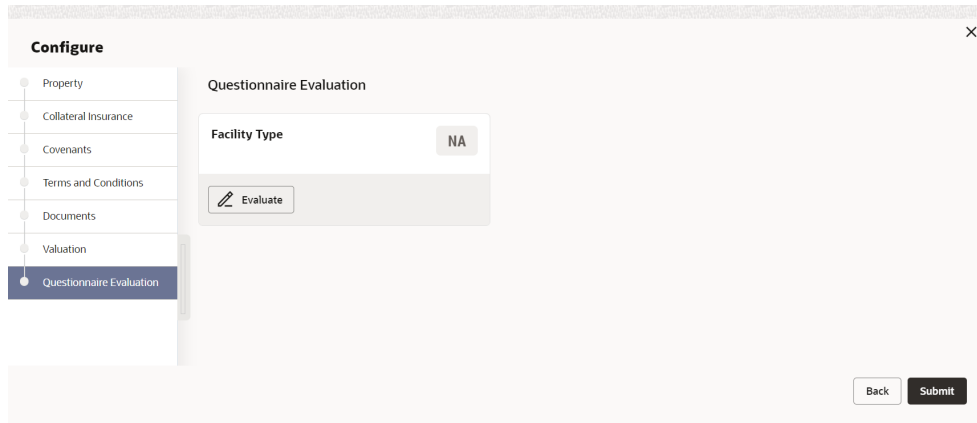 Configure
Property
Collateral Insurance
Covenants
Terms and Conditions
Documents
Valuation
Questionnaire Evaluation
Questionnaire Evaluation
Facility Type
NA
Evaluate
Back
Submit